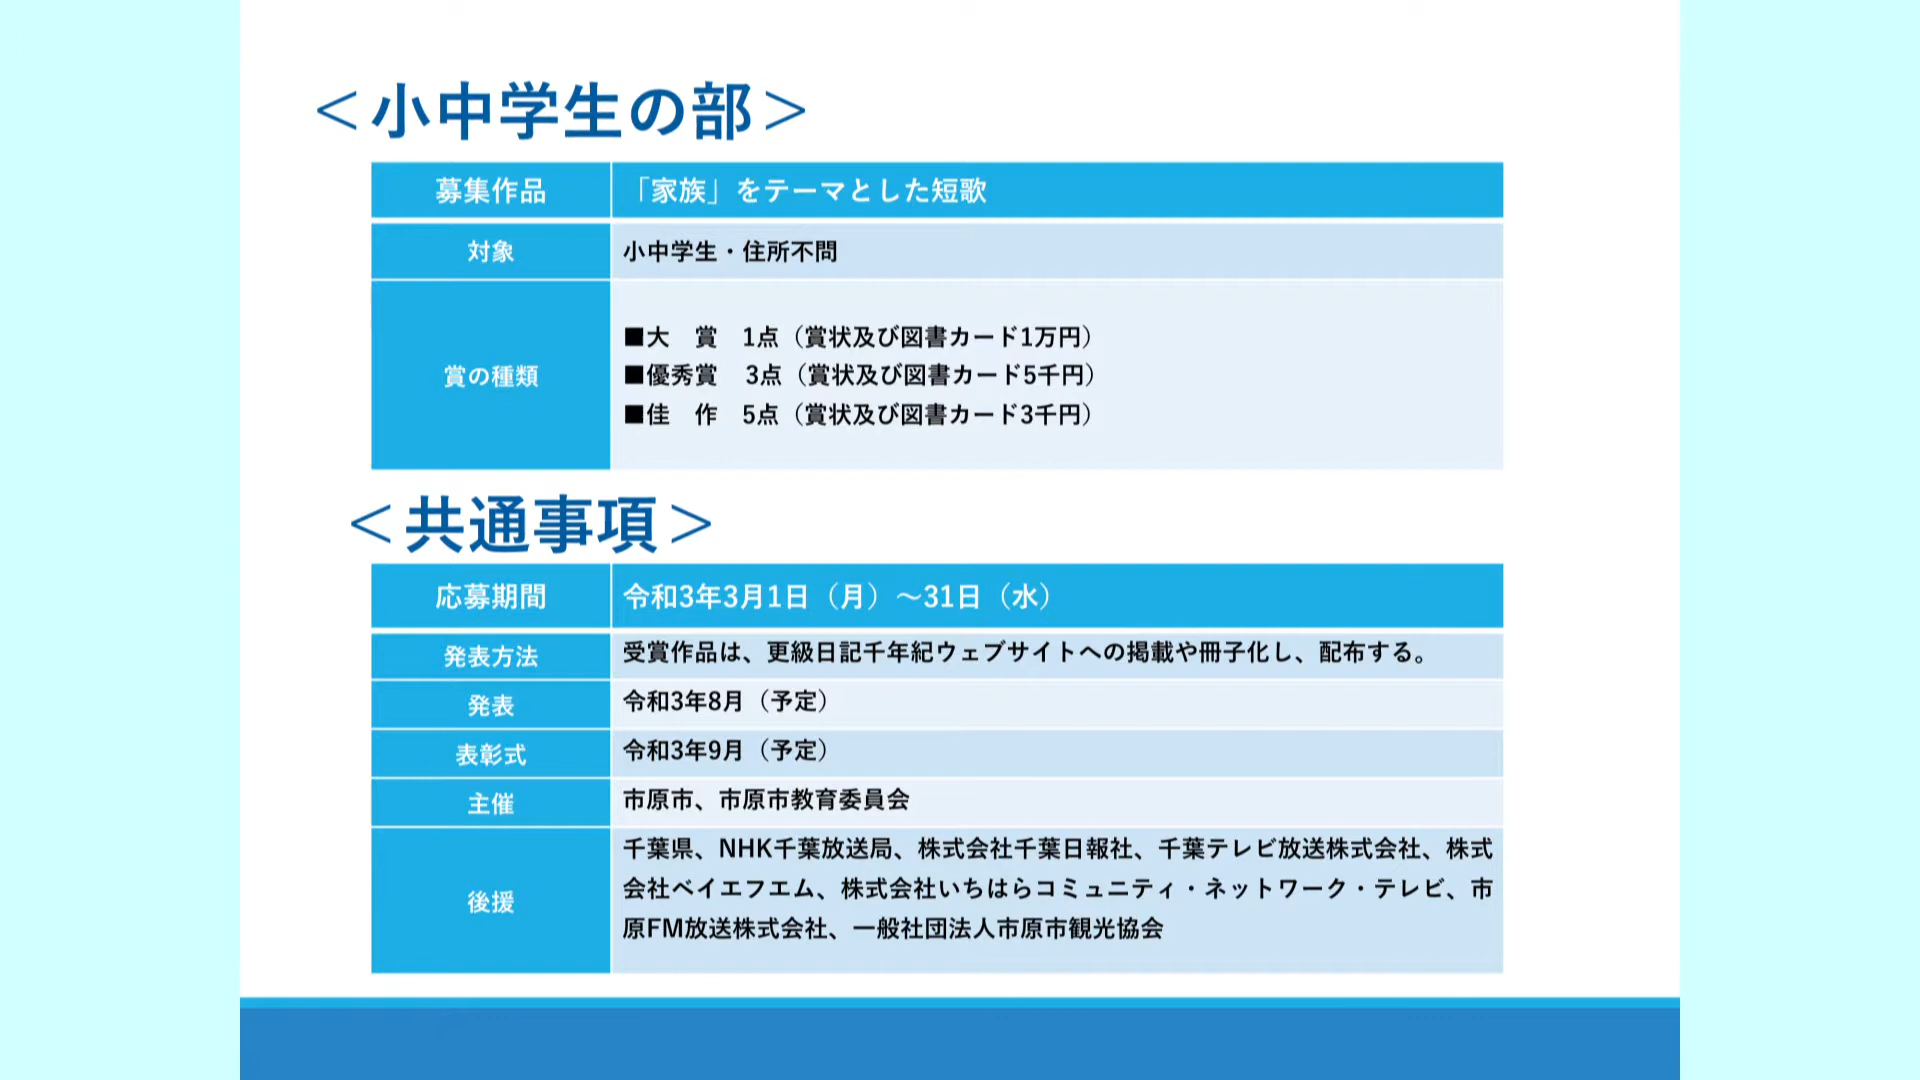 ＜小中学生の部＞
募集作品 「家族」をテーマとした短歌
対象 小中学生・住所不問
賞の種類
■大　賞　1点（賞状及び図書カード1万円）
■優秀賞　3点（賞状及び図書カード5千円）
■佳　作　5点（賞状及び図書カード3千円）
＜共通事項＞
応募期間 令和3年3月1日（月）～31日（水）
発表方法 受賞作品は、更級日記千年紀ウェブサイトへの掲載や冊子化し、配布する。
発表 令和3年8月（予定）
表彰式 令和3年9月（予定）
主催 市原市、市原市教育委員会
後援
千葉県、NHK千葉放送局、株式会社千葉日報社、千葉テレビ放送株式会社、株式
会社ベイエフエム、株式会社いちはらコミュニティ・ネットワーク・テレビ、市
原FM放送株式会社、一般社団法人市原市観光協会